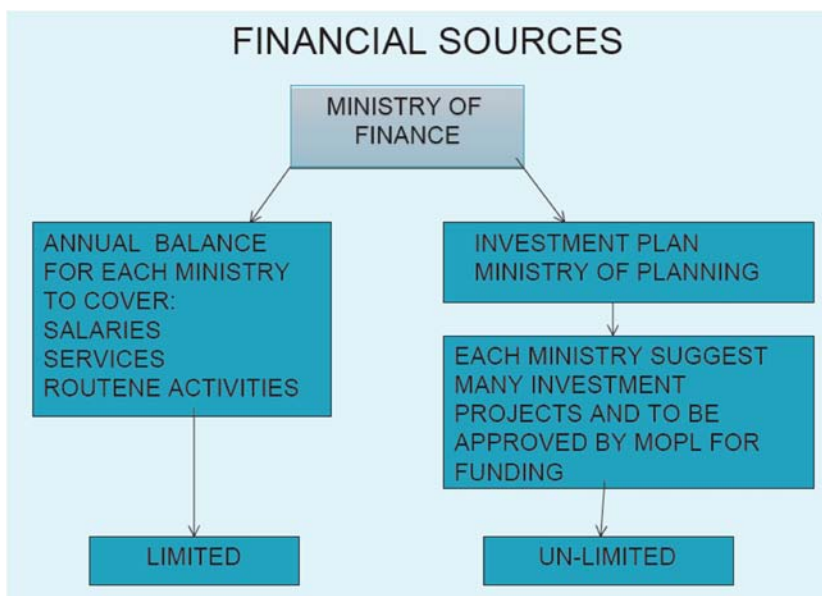 FINANCIAL SOURCES
MINISTRY OF
FINANCE
ANNUAL BALANCE
FOR EACH MINISTRY
TO COVER:
SALARIES
SERVICES
ROUTENE ACTIVITIES
LIMITED
INVESTMENT PLAN
MINISTRY OF PLANNING
EACH MINISTRY SUGGEST
MANY INVESTMENT
PROJECTS AND TO BE
APPROVED BY MOPL FOR
FUNDING
UN-LIMITED